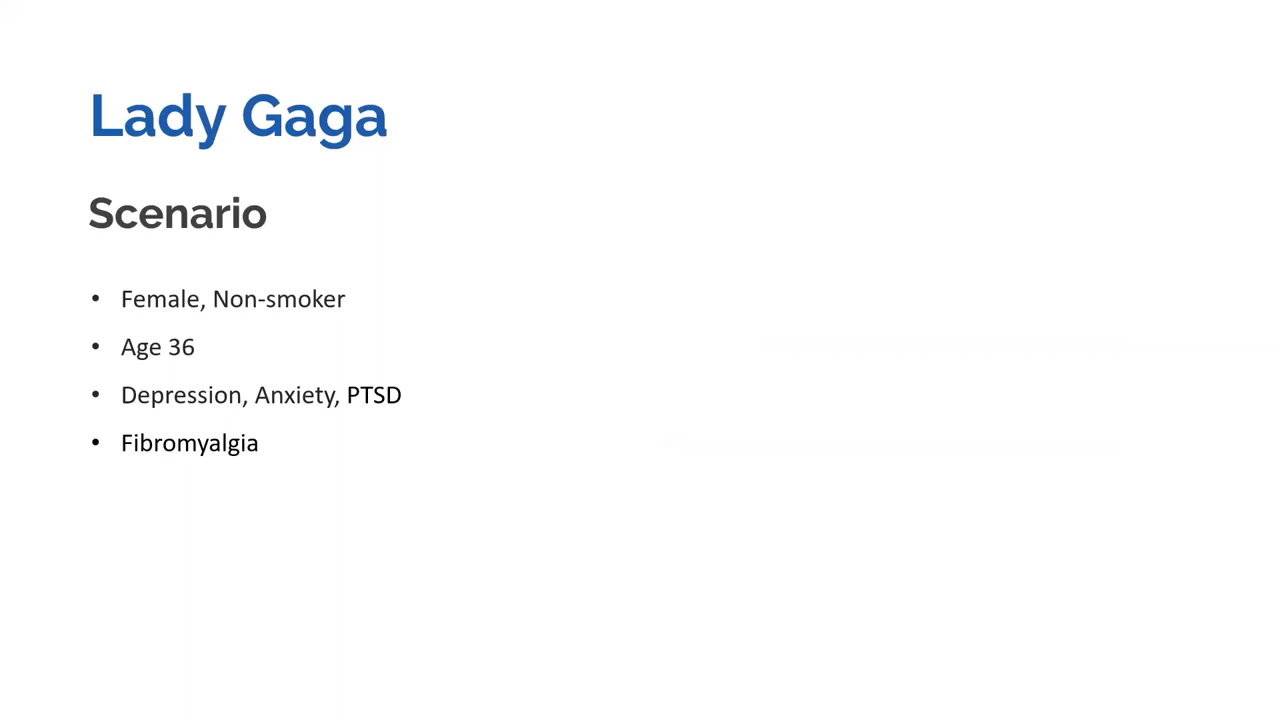 Lady Gaga
Scenario
• Female, Non-smoker
• Age 36
• Depression, Anxiety, PTSD
• Fibromyalgia